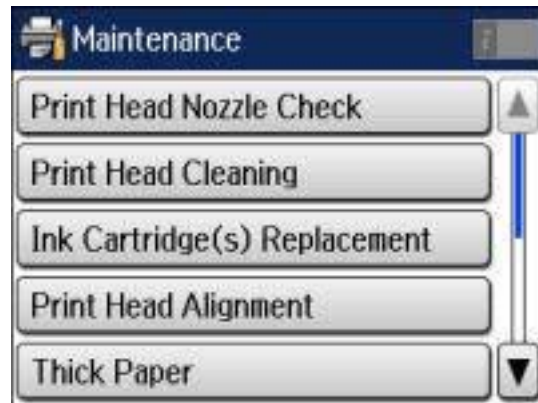 Maintenance
Print Head Nozzle Check
Print Head Cleaning
Ink Cartridge(s) Replacement
Print Head Alignment
Thick Paper